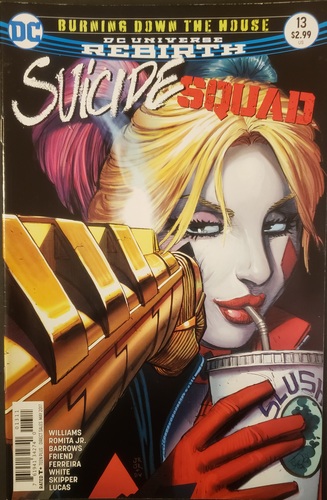 BURNING DOWN THE HOUSE
DC
DC UNIVERSE
REBIRTH
13
$2.99
US
SUICIDE SQUAD
SLUSH
WILLIAMS
ROMITA JR.
BARROWS
FRIEND
FERREIRA
WHITE
SKIPPER
LUCAS